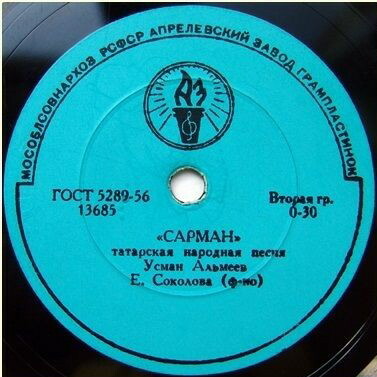 МОСОБЛСОВНАРХОЗ РСФСР АПРЕЛЕВСКИЙ ЗАВОД ГРАМПЛАСТИНОК
АЗ
ГОСТ 5289-56
13685
Вторая гр.
0-30
«САРМАН»
татарская народная песня
Усман Альмеев
Е. Соколова (ф-но)